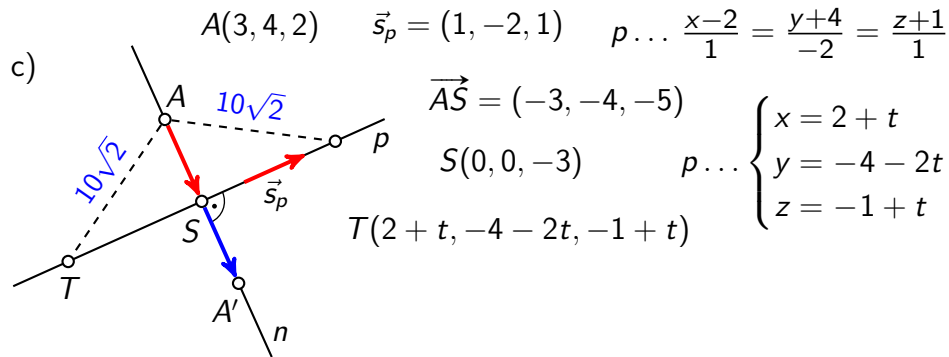 A(3, 4, 2) s⃗ₚ = (1, −2, 1) p … (x−2)/1 = (y+4)/−2 = (z+1)/1
c)
A
10√2
10√2
AS⃗ = (−3, −4, −5)
p
S(0, 0, −3)
p … { x = 2 + t
y = −4 − 2t
z = −1 + t
s⃗ₚ
S
T(2 + t, −4 − 2t, −1 + t)
T
A′
n